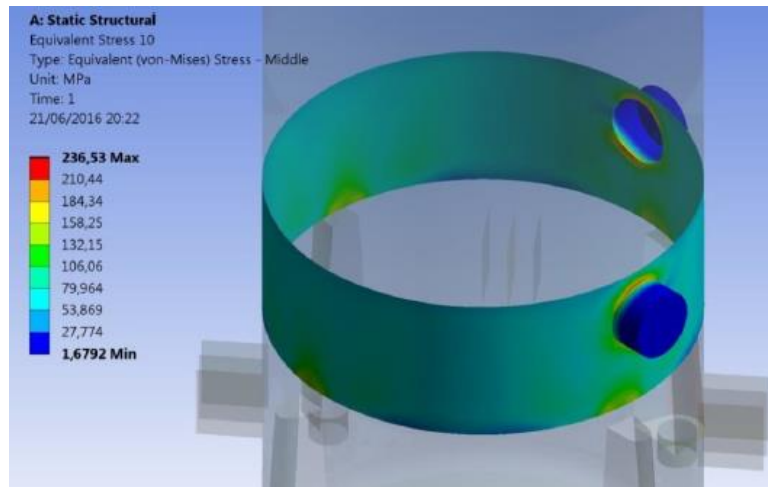 A: Static Structural
Equivalent Stress 10
Type: Equivalent (von-Mises) Stress - Middle
Unit: MPa
Time: 1
21/06/2016 20:22
236,53 Max
210,44
184,34
158,25
132,15
106,06
79,964
53,869
27,774
1,6792 Min